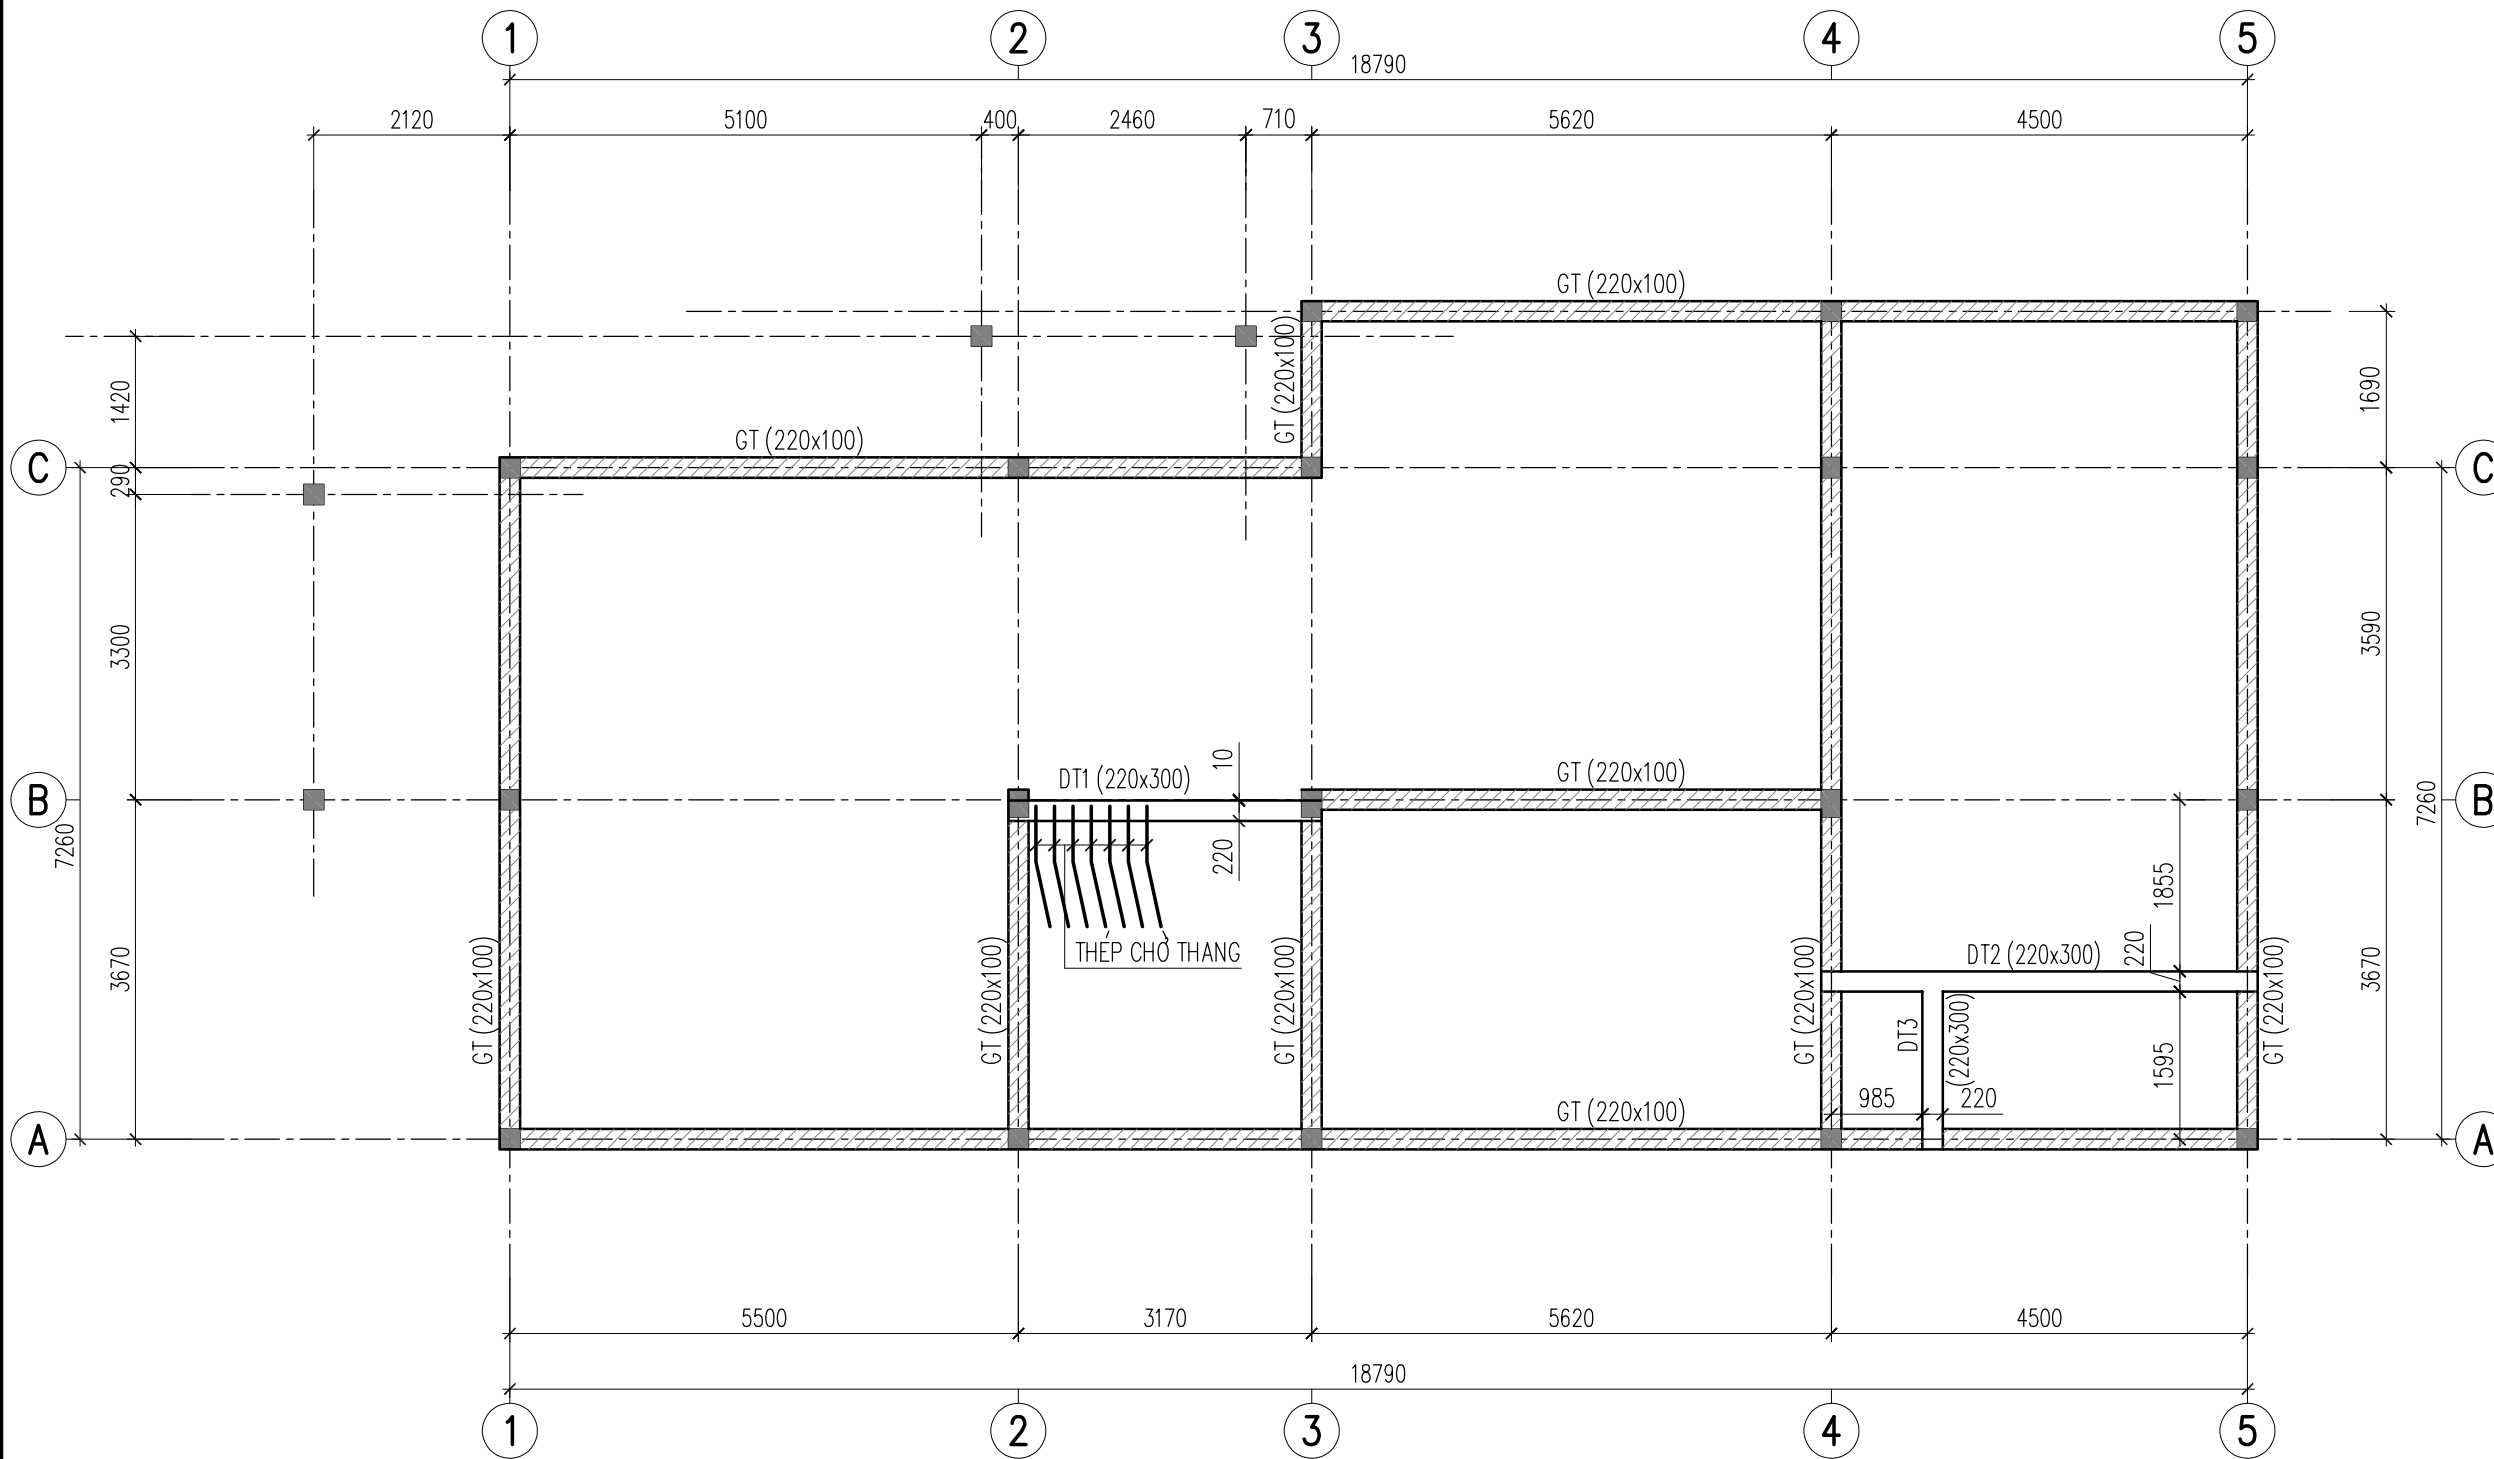 1
2
3
4
5
18790
2120
5100
400
2460
710
5620
4500
GT (220x100)
GT (220x100)
1420
1690
GT (220x100)
C
C
290
3300
3590
DT1 (220x300)
10
GT (220x100)
B
B
7260
7260
220
1855
THÉP CHỜ THANG
220
DT2 (220x300)
3670
3670
GT (220x100)
GT (220x100)
GT (220x100)
GT (220x100)
GT (220x100)
DT3
(220x300)
1595
985
220
GT (220x100)
A
A
5500
3170
5620
4500
18790
1
2
3
4
5